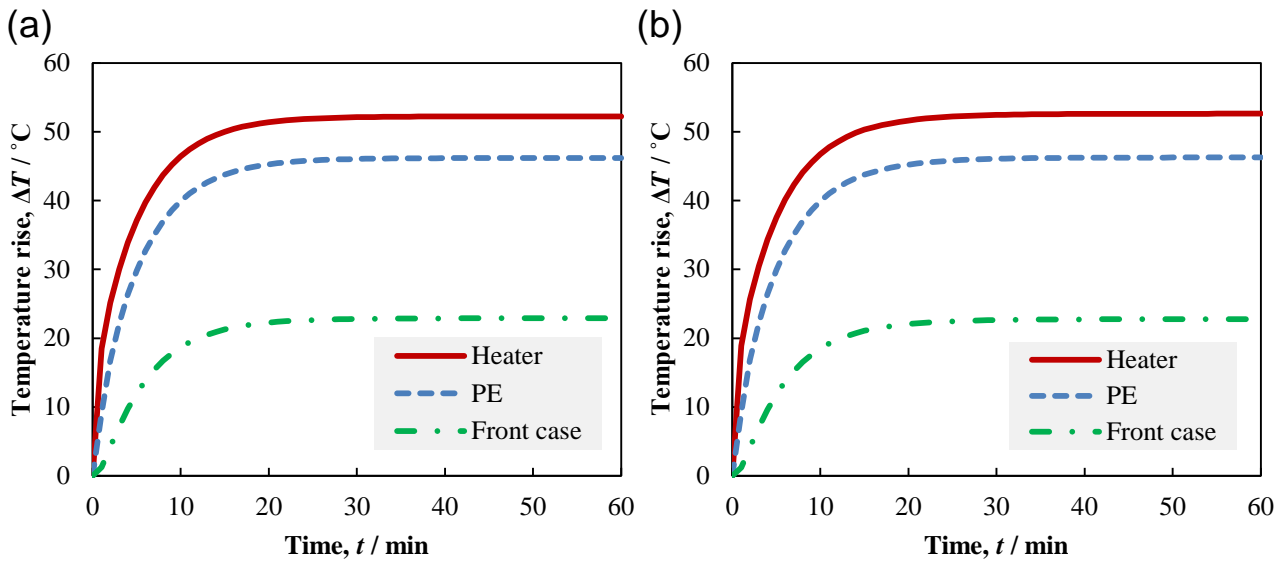 (a)
60
50
40
30
20
10
0
Temperature rise, ΔT / °C
0 10 20 30 40 50 60
Time, t / min
Heater
PE
Front case
(b)
60
50
40
30
20
10
0
Temperature rise, ΔT / °C
0 10 20 30 40 50 60
Time, t / min
Heater
PE
Front case